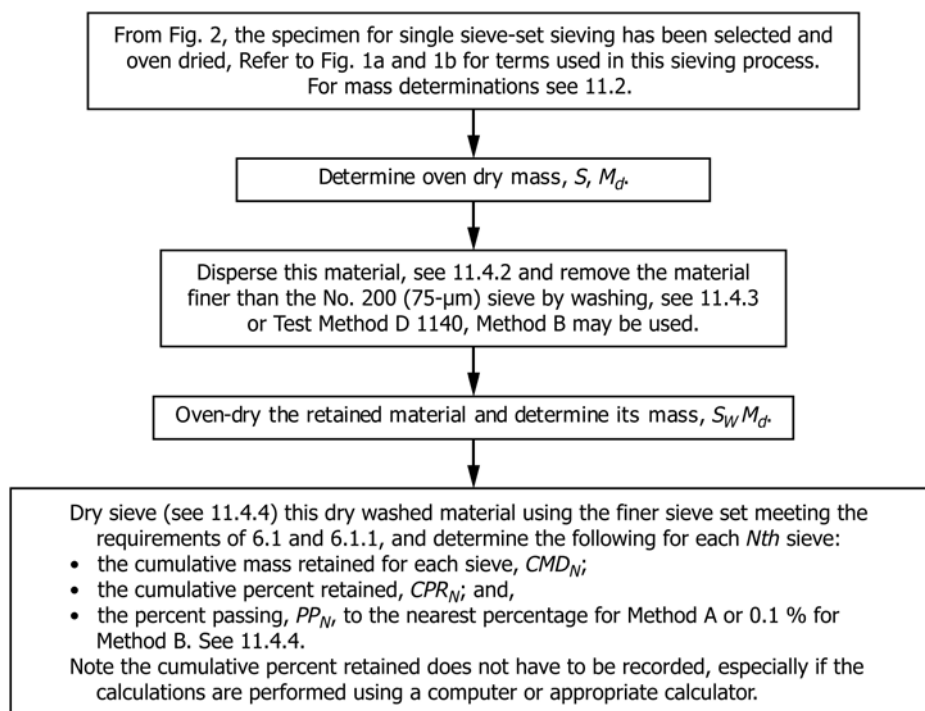 From Fig. 2, the specimen for single sieve-set sieving has been selected and
oven dried, Refer to Fig. 1a and 1b for terms used in this sieving process.
For mass determinations see 11.2.
Determine oven dry mass, S, Md.
Disperse this material, see 11.4.2 and remove the material
finer than the No. 200 (75-μm) sieve by washing, see 11.4.3
or Test Method D 1140, Method B may be used.
Oven-dry the retained material and determine its mass, SWMd.
Dry sieve (see 11.4.4) this dry washed material using the finer sieve set meeting the
requirements of 6.1 and 6.1.1, and determine the following for each Nth sieve:
• the cumulative mass retained for each sieve, CMDN;
• the cumulative percent retained, CPRN; and,
• the percent passing, PPN, to the nearest percentage for Method A or 0.1 % for
Method B. See 11.4.4.
Note the cumulative percent retained does not have to be recorded, especially if the
calculations are performed using a computer or appropriate calculator.